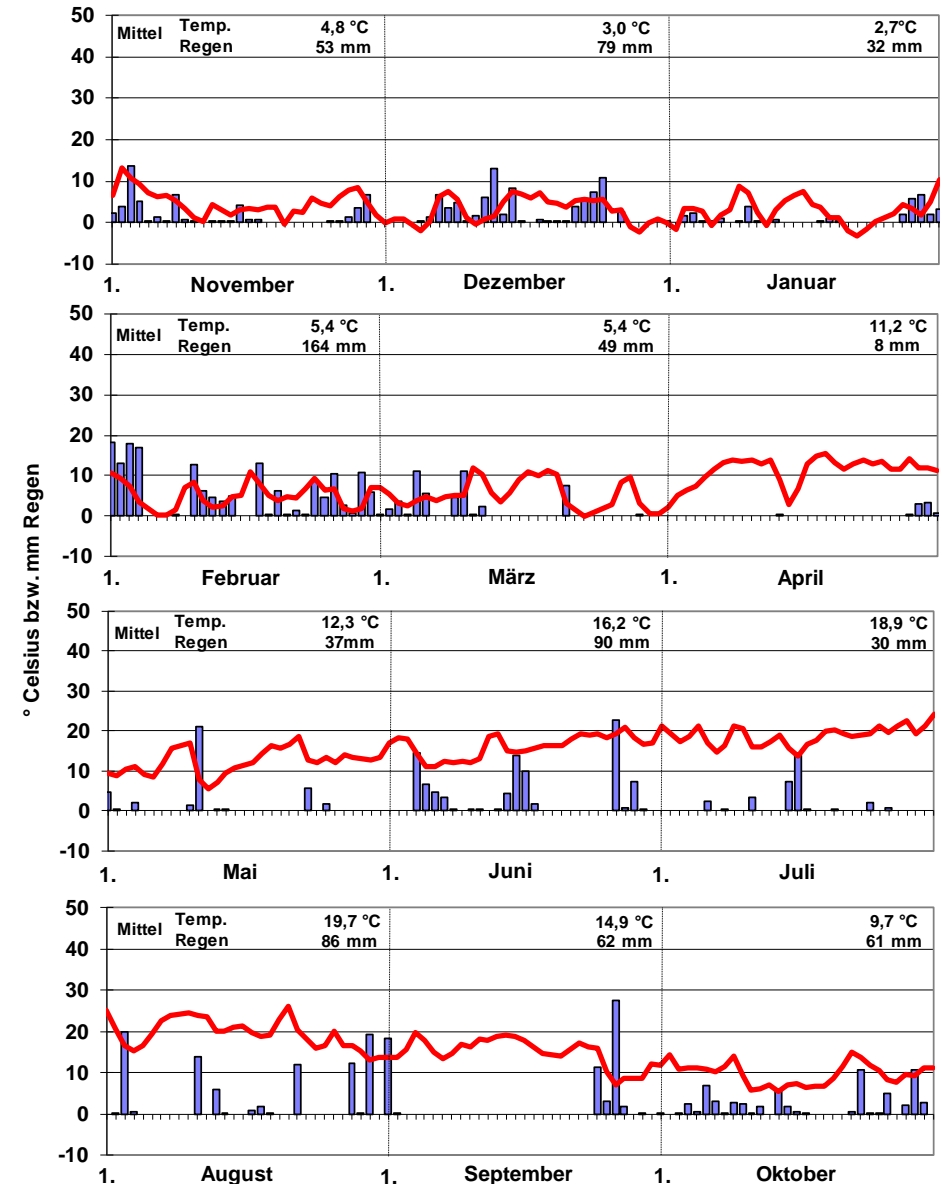 ° Celsius bzw. mm Regen
50
40
30
20
10
0
-10
Mittel Temp. 4,8 °C 3,0 °C 2,7°C
Regen 53 mm 79 mm 32 mm
1. November 1. Dezember 1. Januar
50
40
30
20
10
0
-10
Mittel Temp. 5,4 °C 5,4 °C 11,2 °C
Regen 164 mm 49 mm 8 mm
1. Februar 1. März 1. April
50
40
30
20
10
0
-10
Mittel Temp. 12,3 °C 16,2 °C 18,9 °C
Regen 37mm 90 mm 30 mm
1. Mai 1. Juni 1. Juli
50
40
30
20
10
0
-10
Mittel Temp. 19,7 °C 14,9 °C 9,7 °C
Regen 86 mm 62 mm 61 mm
1. August 1. September 1. Oktober